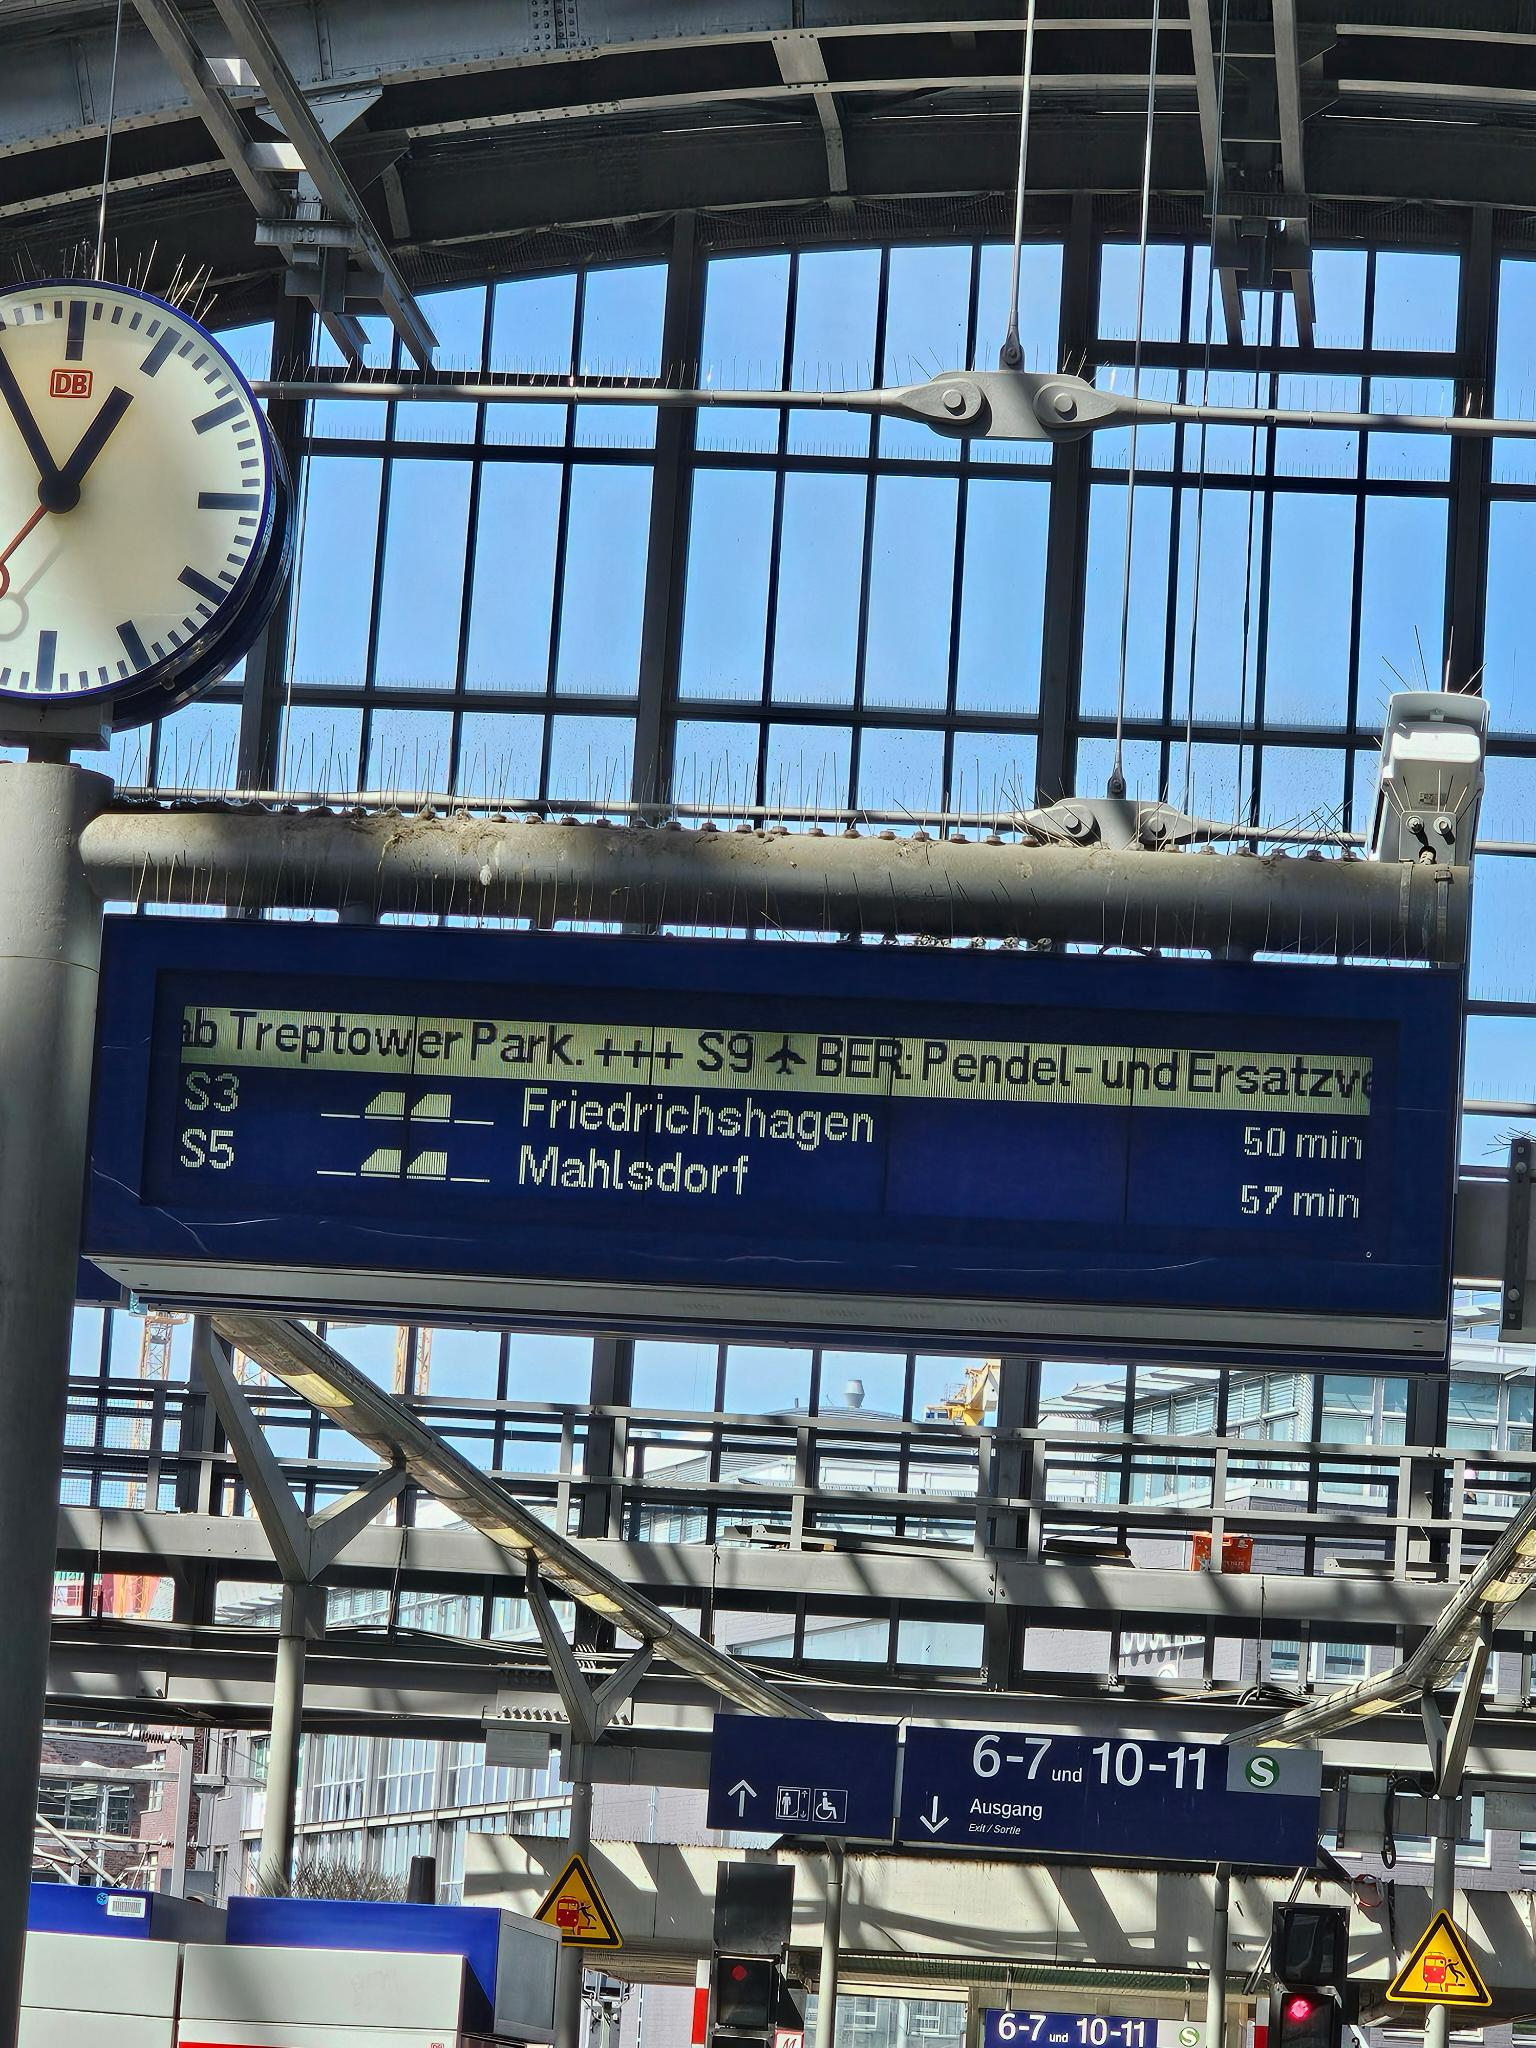 DB
ab Treptower Park. +++ S9 ✈ BER: Pendel- und Ersatzve
S3 Friedrichshagen 50 min
S5 Mahlsdorf 57 min
6-7 und 10-11 S
Ausgang
Exit / Sortie
6-7 und 10-11 S